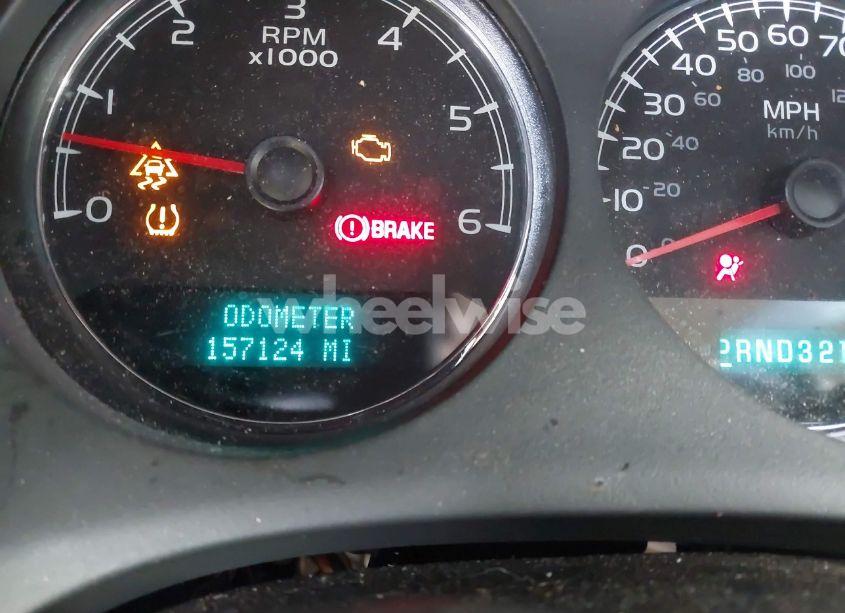 0 1 2 3 4 5 6
RPM
x1000
BRAKE
ODOMETER
157124 MI
0 10 20 30 40 50 60 70
20 40 60 80 100
MPH
km/h
PRND321
wheelwise